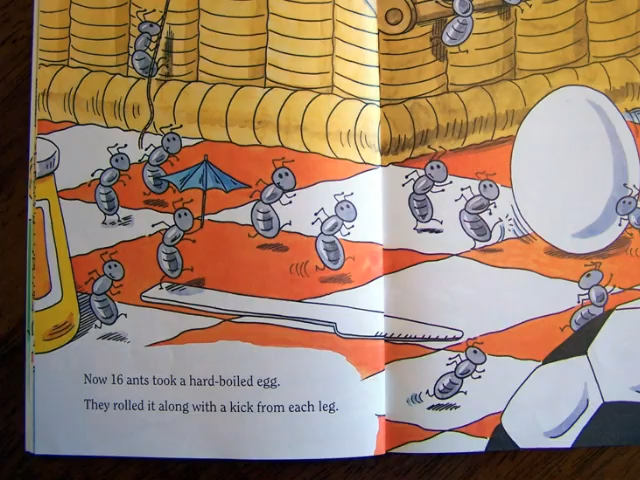 Now 16 ants took a hard-boiled egg.
They rolled it along with a kick from each leg.